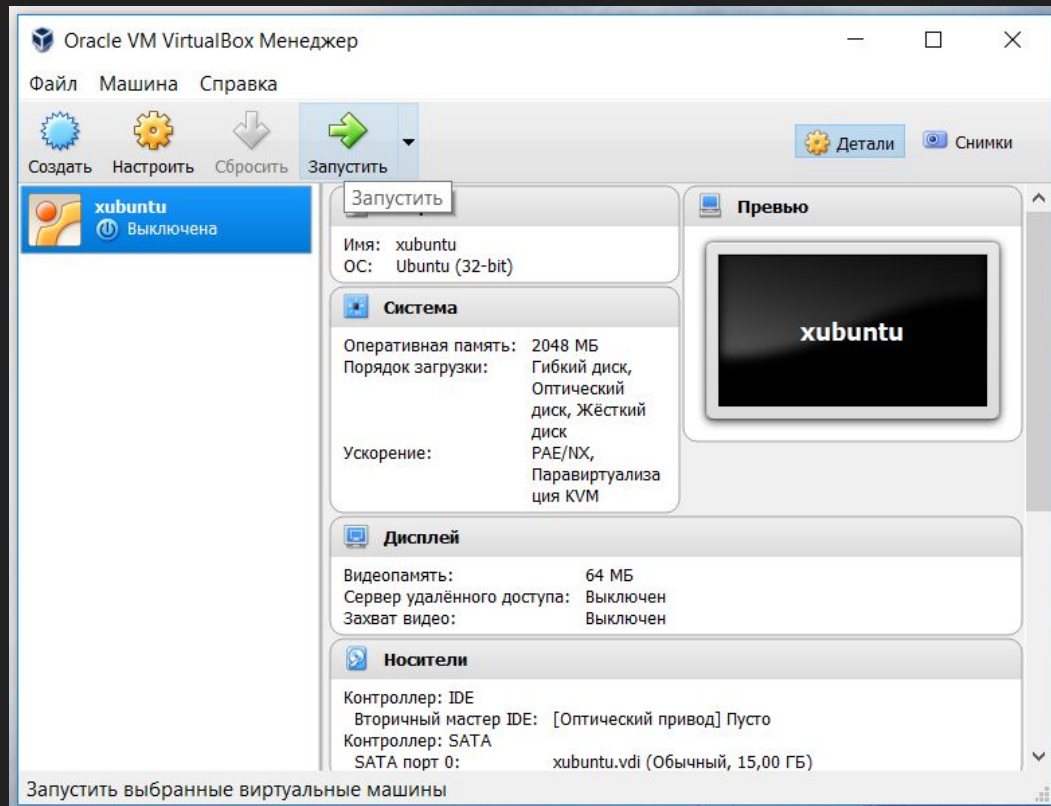 Oracle VM VirtualBox Менеджер
Файл Машина Справка
Создать Настроить Сбросить Запустить
Детали Снимки
Запустить
xubuntu
Выключена
Имя: xubuntu
ОС: Ubuntu (32-bit)
Превью
xubuntu
Система
Оперативная память: 2048 МБ
Порядок загрузки: Гибкий диск,
Оптический
диск, Жёсткий
диск
Ускорение: PAE/NX,
Паравиртуализа
ция KVM
Дисплей
Видеопамять: 64 МБ
Сервер удалённого доступа: Выключен
Захват видео: Выключен
Носители
Контроллер: IDE
Вторичный мастер IDE: [Оптический привод] Пусто
Контроллер: SATA
SATA порт 0: xubuntu.vdi (Обычный, 15,00 ГБ)
Запустить выбранные виртуальные машины